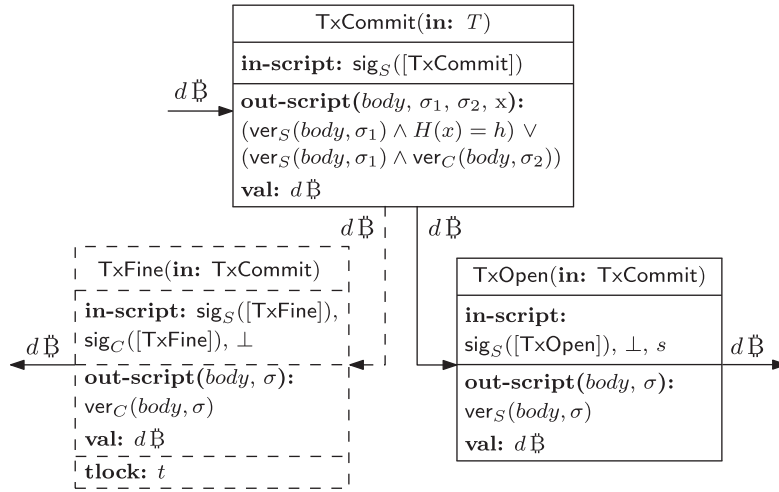 TxCommit(in: T)
in-script: sig_S([TxCommit])
d ₿
out-script(body, σ₁, σ₂, x):
(ver_S(body, σ₁) ∧ H(x) = h) ∨
(ver_S(body, σ₁) ∧ ver_C(body, σ₂))
val: d ₿
d ₿
d ₿
TxFine(in: TxCommit)
in-script: sig_S([TxFine]),
sig_C([TxFine]), ⊥
d ₿
out-script(body, σ):
ver_C(body, σ)
val: d ₿
tlock: t
TxOpen(in: TxCommit)
in-script:
sig_S([TxOpen]), ⊥, s
d ₿
out-script(body, σ):
ver_S(body, σ)
val: d ₿